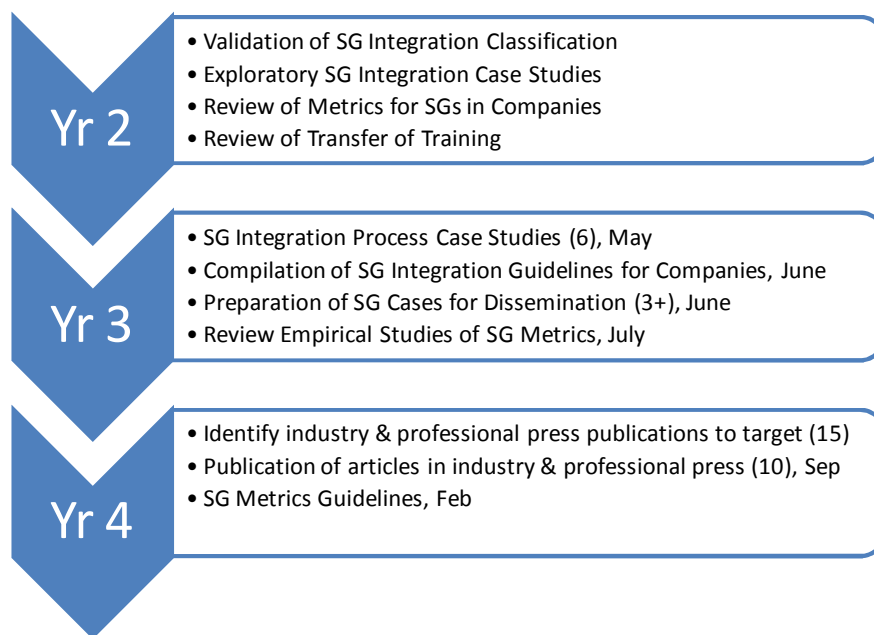 Yr 2
• Validation of SG Integration Classification
• Exploratory SG Integration Case Studies
• Review of Metrics for SGs in Companies
• Review of Transfer of Training
Yr 3
• SG Integration Process Case Studies (6), May
• Compilation of SG Integration Guidelines for Companies, June
• Preparation of SG Cases for Dissemination (3+), June
• Review Empirical Studies of SG Metrics, July
Yr 4
• Identify industry & professional press publications to target (15)
• Publication of articles in industry & professional press (10), Sep
• SG Metrics Guidelines, Feb